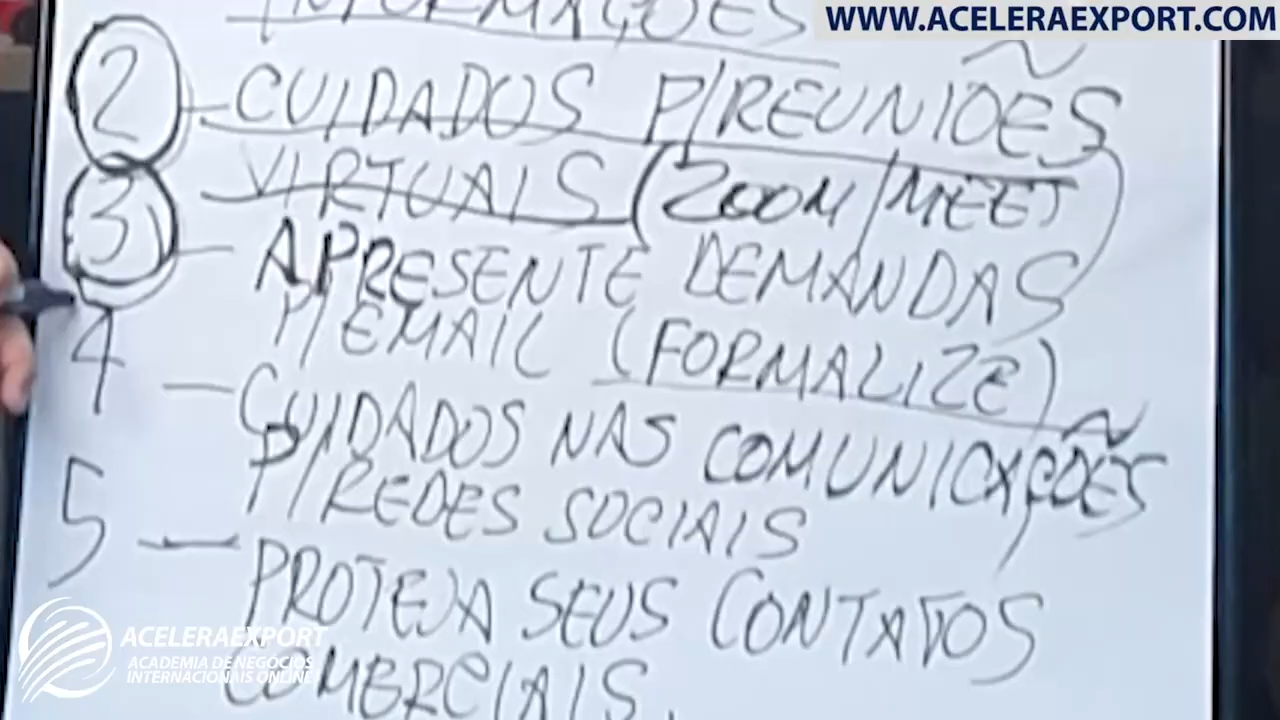 WWW.ACELERAEXPORT.COM
INFORMAÇÕES
2 - CUIDADOS P/REUNIÕES
VIRTUAIS (ZOOM/MEET)
3 - APRESENTE DEMANDAS
P/EMAIL (FORMALIZE)
4 - CUIDADOS NAS COMUNICAÇÕES
P/REDES SOCIAIS
5 - PROTEJA SEUS CONTATOS
COMERCIAIS.
ACELERAEXPORT
ACADEMIA DE NEGÓCIOS
INTERNACIONAIS ONLINE